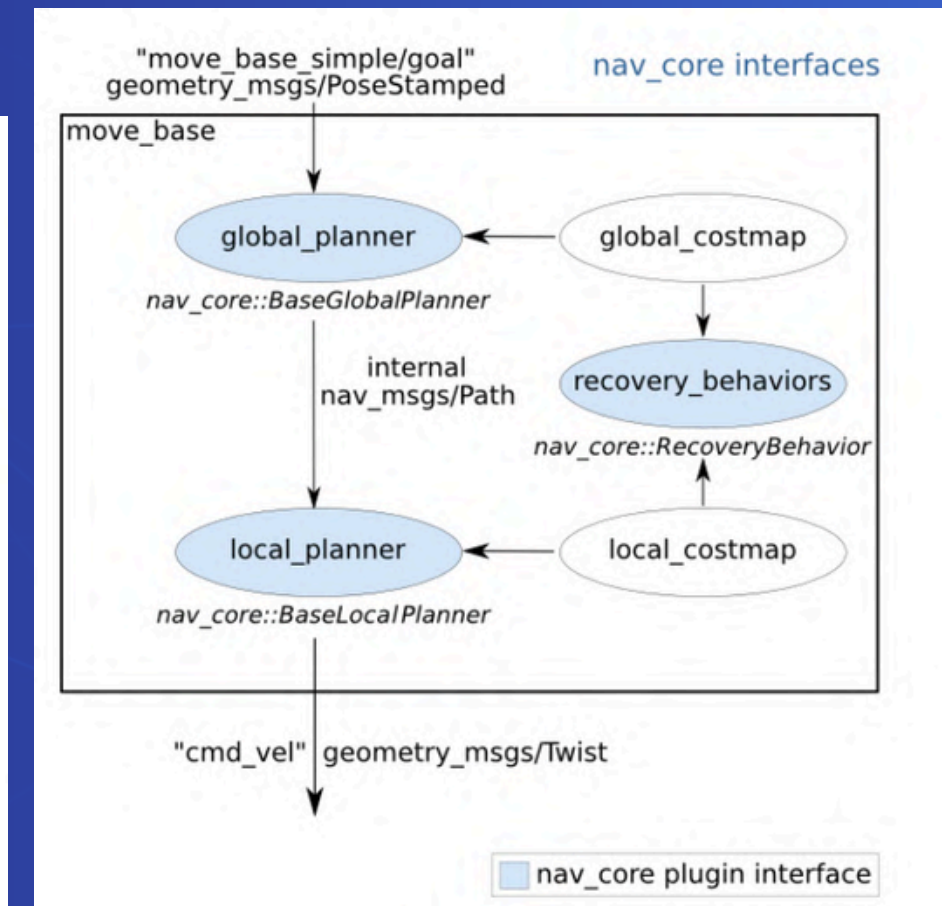 "move_base_simple/goal"
geometry_msgs/PoseStamped
nav_core interfaces
move_base
global_planner
global_costmap
nav_core::BaseGlobalPlanner
internal
nav_msgs/Path
recovery_behaviors
nav_core::RecoveryBehavior
local_planner
local_costmap
nav_core::BaseLocalPlanner
"cmd_vel" geometry_msgs/Twist
nav_core plugin interface